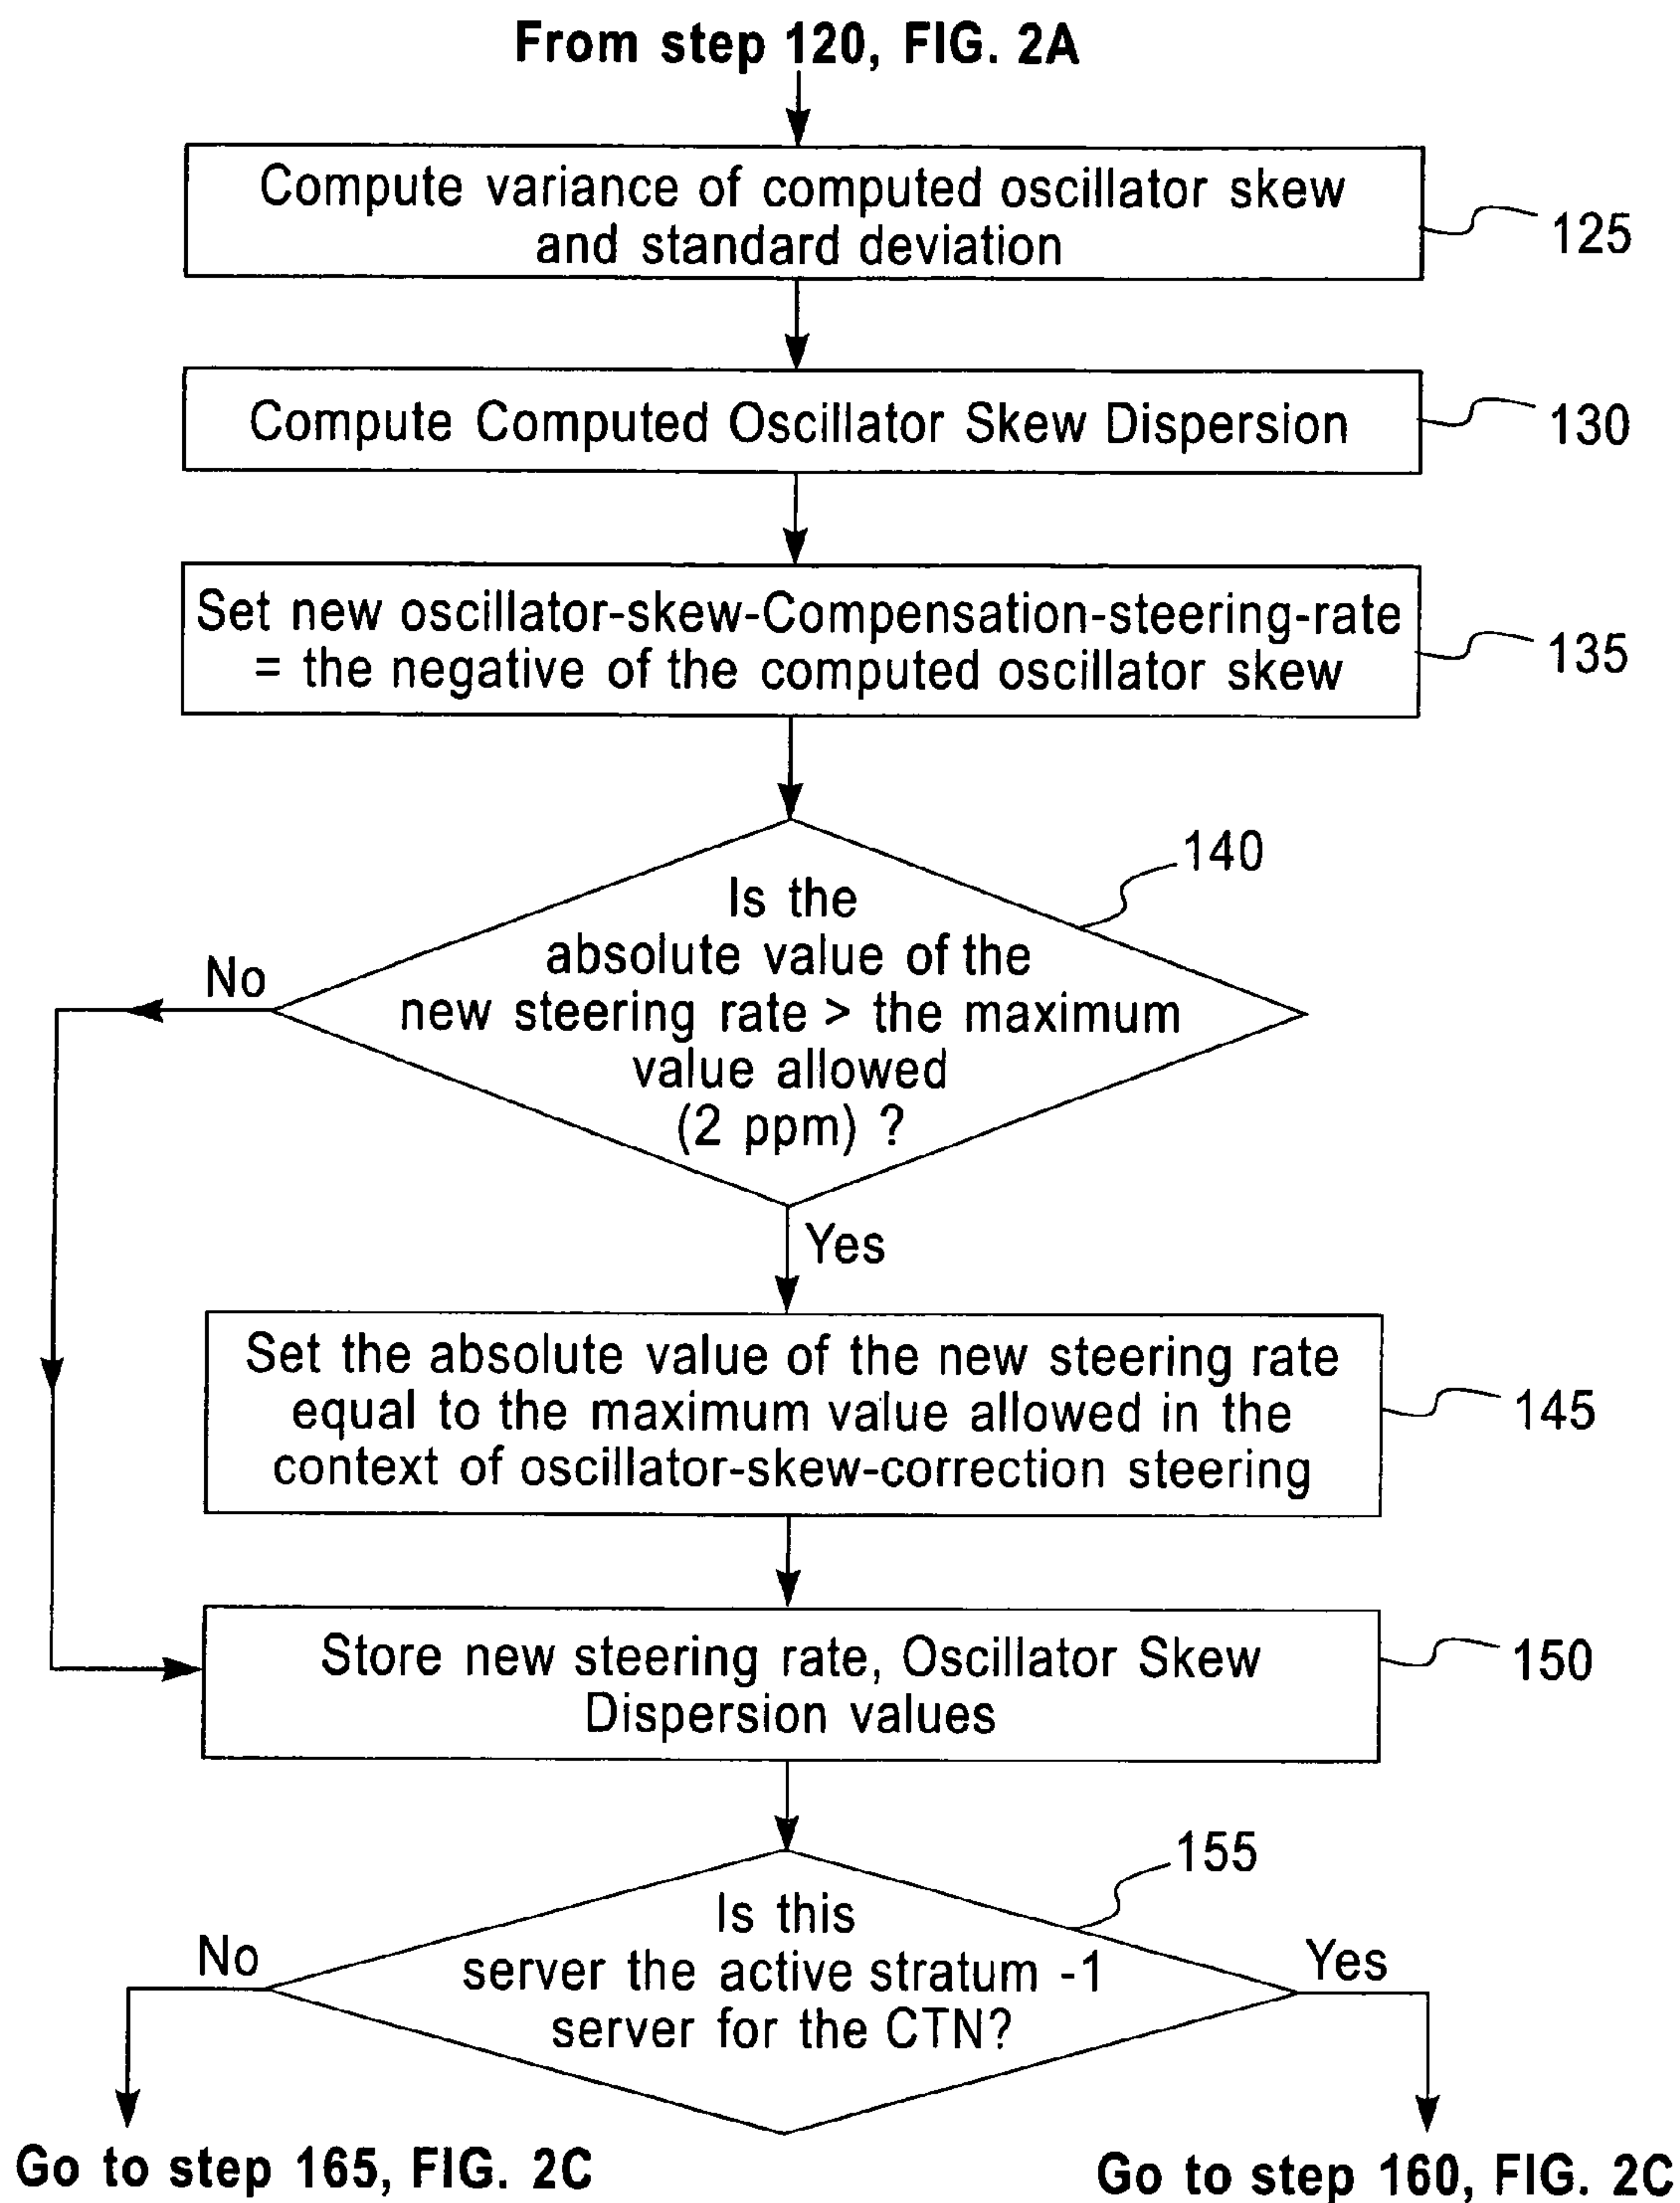 From step 120, FIG. 2A
Compute variance of computed oscillator skew
and standard deviation
125
Compute Computed Oscillator Skew Dispersion
130
Set new oscillator-skew-Compensation-steering-rate
= the negative of the computed oscillator skew
135
140
Is the
absolute value of the
new steering rate > the maximum
value allowed
(2 ppm) ?
No
Yes
Set the absolute value of the new steering rate
equal to the maximum value allowed in the
context of oscillator-skew-correction steering
145
Store new steering rate, Oscillator Skew
Dispersion values
150
155
Is this
server the active stratum -1
server for the CTN?
No
Yes
Go to step 165, FIG. 2C
Go to step 160, FIG. 2C